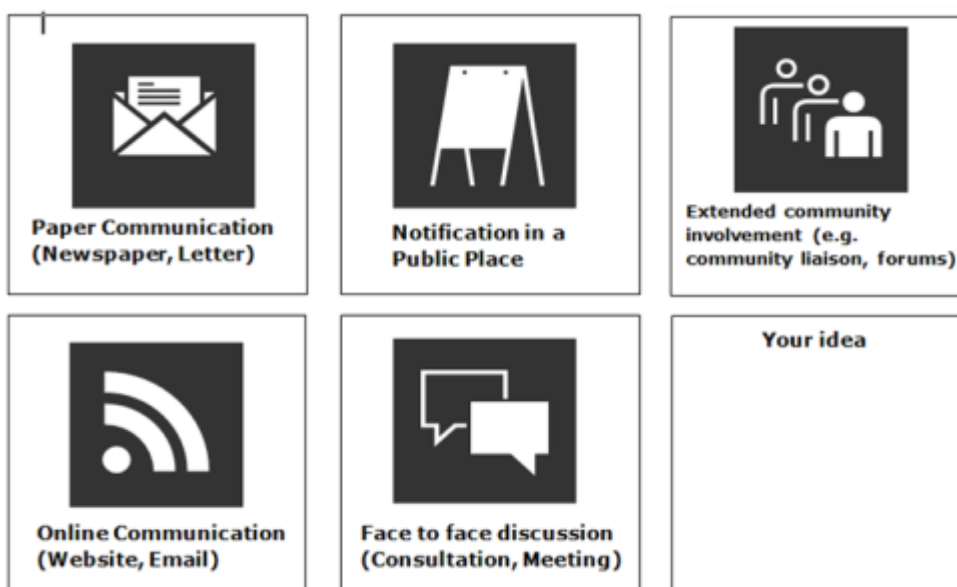 Paper Communication
(Newspaper, Letter)
Notification in a
Public Place
Extended community
involvement (e.g.
community liaison, forums)
Online Communication
(Website, Email)
Face to face discussion
(Consultation, Meeting)
Your idea